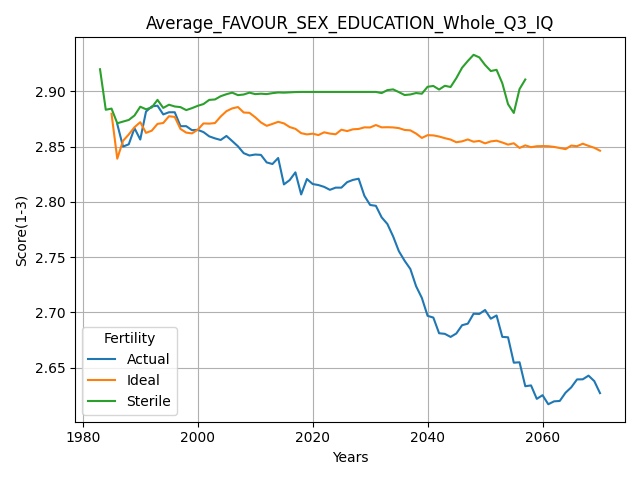 Average_FAVOUR_SEX_EDUCATION_Whole_Q3_IQ
Score(1-3)
2.90
2.85
2.80
2.75
2.70
2.65
Fertility
Actual
Ideal
Sterile
1980
2000
2020
2040
2060
Years